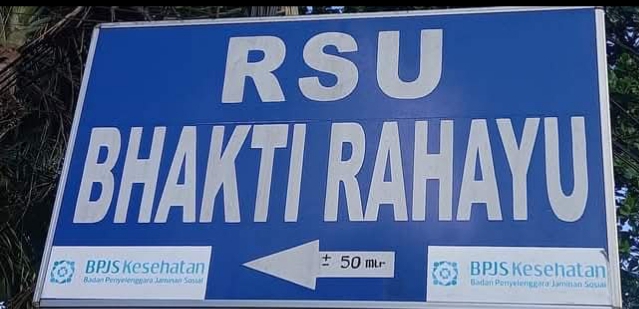 RSU
BHAKTI RAHAYU
BPJS Kesehatan
Badan Penyelenggara Jaminan Sosial
± 50 mtr
BPJS Kesehatan
Badan Penyelenggara Jaminan Sosial